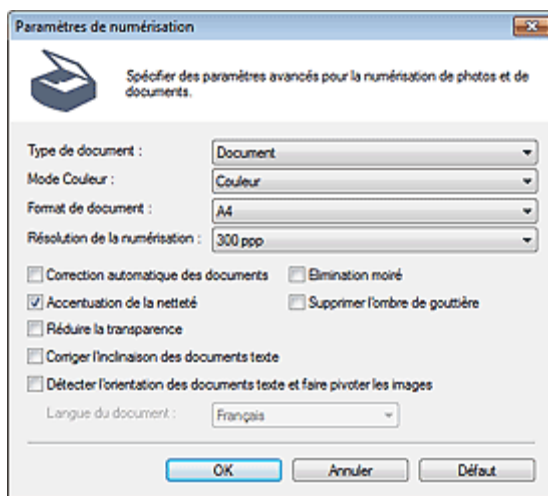 Paramètres de numérisation
Spécifier des paramètres avancés pour la numérisation de photos et de
documents.
Type de document : Document
Mode Couleur : Couleur
Format de document : A4
Résolution de la numérisation : 300 ppp
Correction automatique des documents Elimination moiré
Accentuation de la netteté Supprimer l'ombre de gouttière
Réduire la transparence
Corriger l'inclinaison des documents texte
Détecter l'orientation des documents texte et faire pivoter les images
Langue du document : Français
OK Annuler Défaut